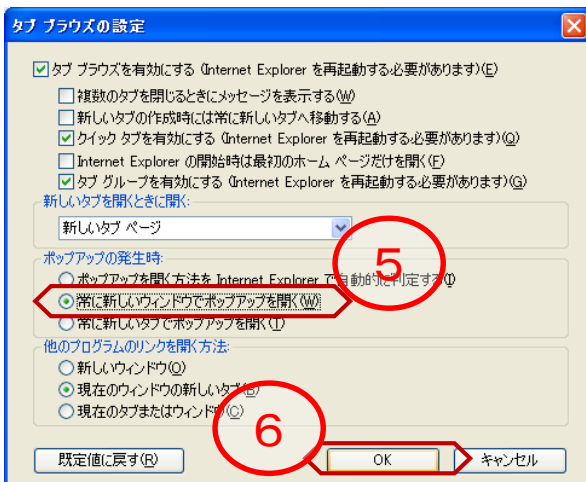 タブ ブラウズの設定
タブ ブラウズを有効にする (Internet Explorer を再起動する必要があります)(E)
複数のタブを閉じるときにメッセージを表示する(W)
新しいタブの作成時には常に新しいタブへ移動する(A)
クイック タブを有効にする (Internet Explorer を再起動する必要があります)(Q)
Internet Explorer の開始時は最初のホーム ページだけを開く(F)
タブ グループを有効にする (Internet Explorer を再起動する必要があります)(G)
新しいタブを開くときに開く:
新しいタブ ページ
ポップアップの発生時:
5
ポップアップを開く方法を Internet Explorer で自動的に判定する(I)
常に新しいウィンドウでポップアップを開く(W)
常に新しいタブでポップアップを開く(T)
他のプログラムのリンクを開く方法:
新しいウィンドウ(O)
現在のウィンドウの新しいタブ(B)
現在のタブまたはウィンドウ(C)
6
既定値に戻す(R)
OK
キャンセル